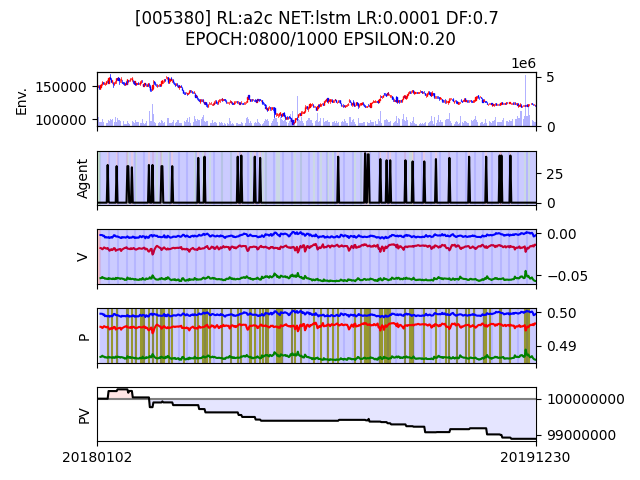 [005380] RL:a2c NET:lstm LR:0.0001 DF:0.7
EPOCH:0800/1000 EPSILON:0.20
1e6
Env.
150000
100000
5
0
Agent
25
0
V
0.00
−0.05
P
0.50
0.49
PV
100000000
99000000
20180102
20191230